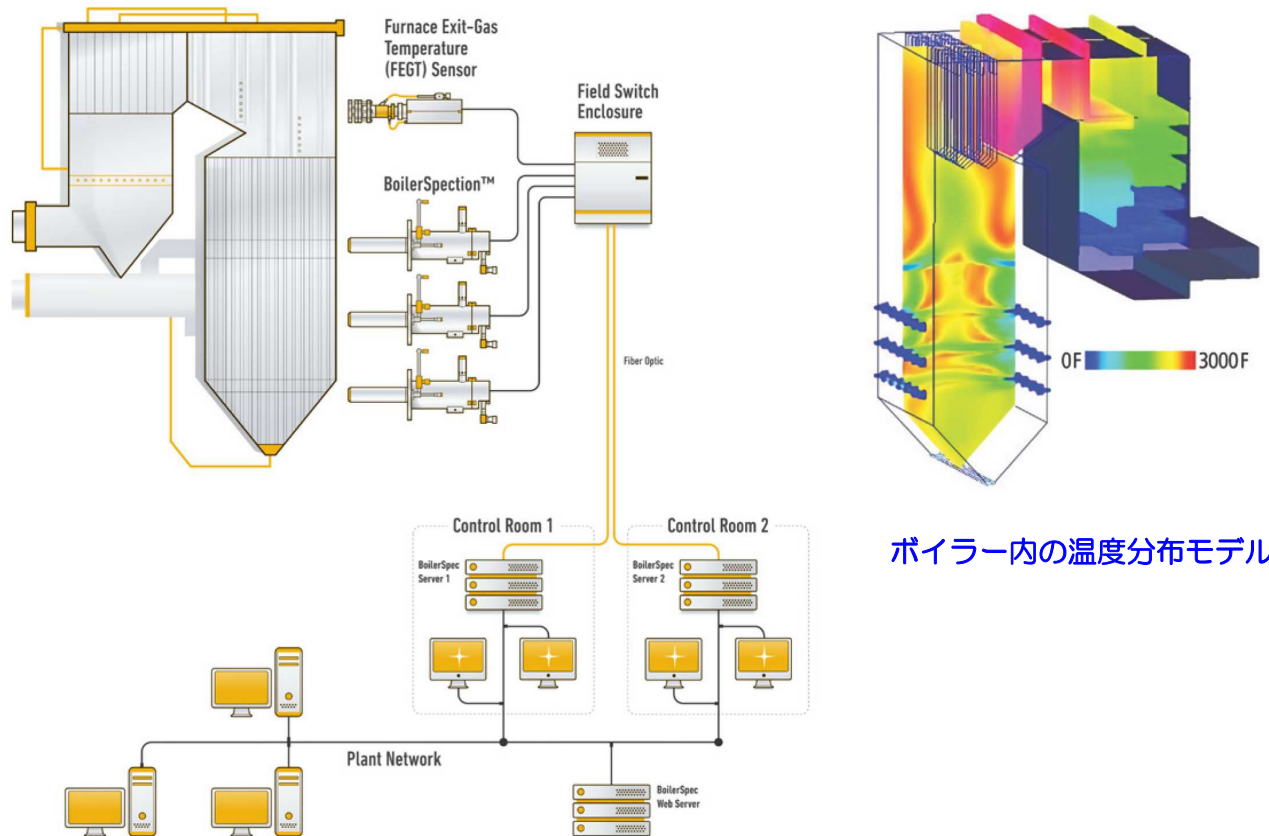 Furnace Exit-Gas
Temperature
(FEGT) Sensor
Field Switch
Enclosure
BoilerSpection™
Fiber Optic
0F
3000F
ボイラー内の温度分布モデル
Control Room 1
Control Room 2
BoilerSpec
Server 1
BoilerSpec
Server 2
Plant Network
BoilerSpec
Web Server